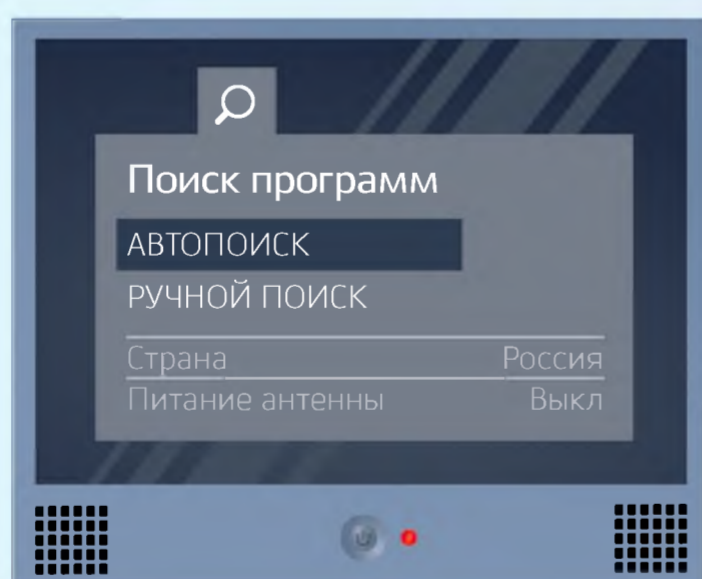 Поиск программ
АВТОПОИСК
РУЧНОЙ ПОИСК
Страна Россия
Питание антенны Выкл